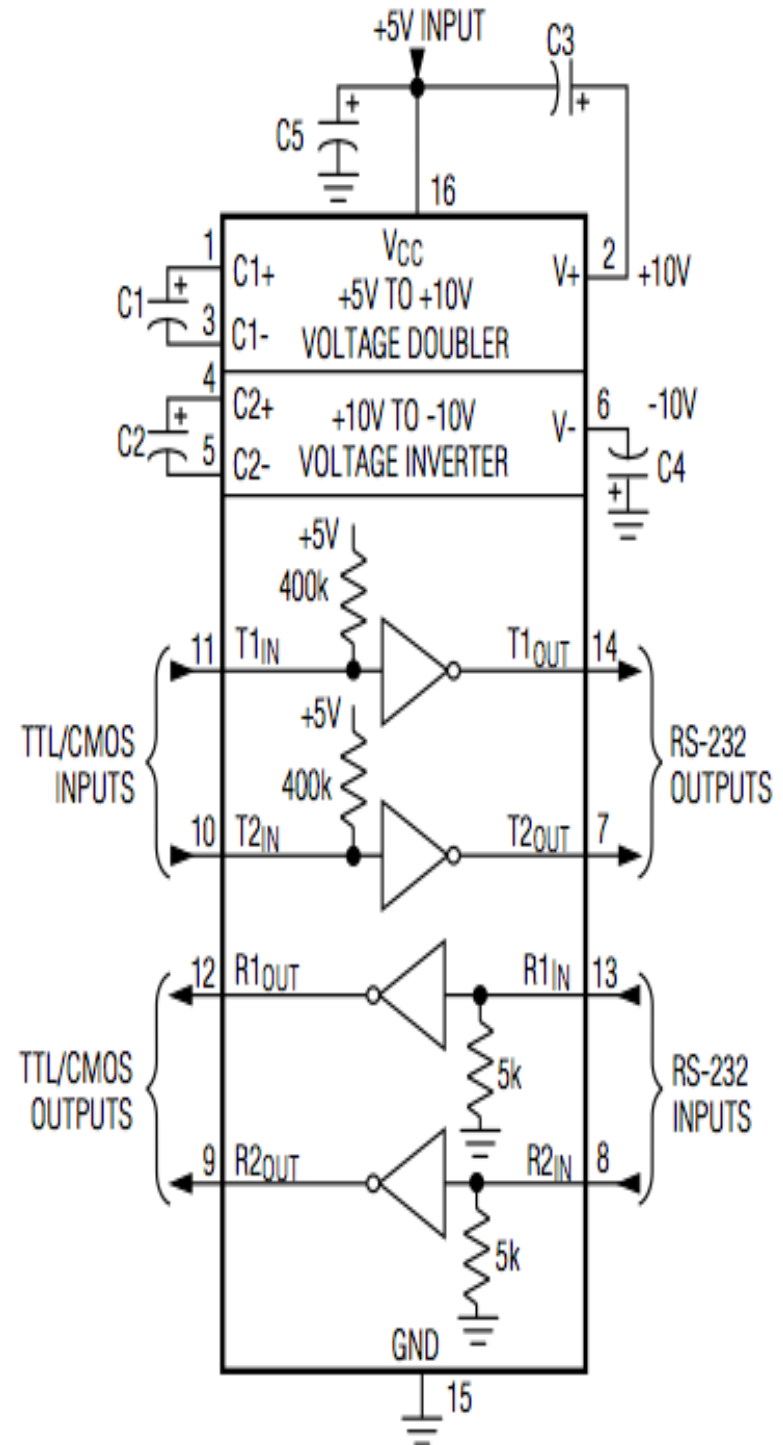 +5V INPUT
C3
+
+
C5
16
1
VCC
2
C1+
V+
+10V
+5V TO +10V
C1
+
3
C1-
VOLTAGE DOUBLER
4
C2+
+10V TO -10V
V-
6
-10V
C2
+
5
C2-
VOLTAGE INVERTER
C4
+
+5V
400k
11
T1IN
T1OUT
14
+5V
TTL/CMOS
INPUTS
RS-232
OUTPUTS
400k
10
T2IN
T2OUT
7
12
R1OUT
R1IN
13
5k
TTL/CMOS
OUTPUTS
RS-232
INPUTS
9
R2OUT
R2IN
8
5k
GND
15